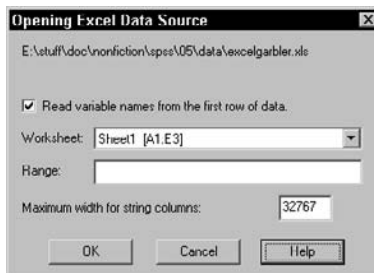 Opening Excel Data Source
E:\stuff\doc\nonfiction\spss\05\data\excelgarbler.xls
Read variable names from the first row of data.
Worksheet: Sheet1 [A1.E3]
Range:
Maximum width for string columns: 32767
OK Cancel Help